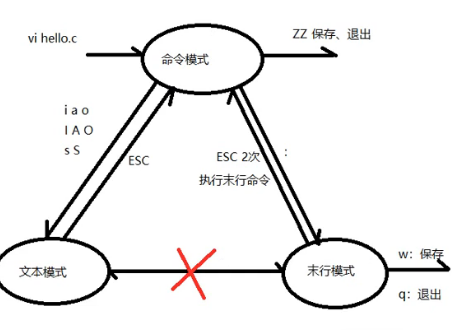 vi hello.c
ZZ 保存、退出
命令模式
i a o
I A O
s S
ESC
ESC 2次
:
执行末行命令
文本模式
末行模式
w: 保存
q: 退出